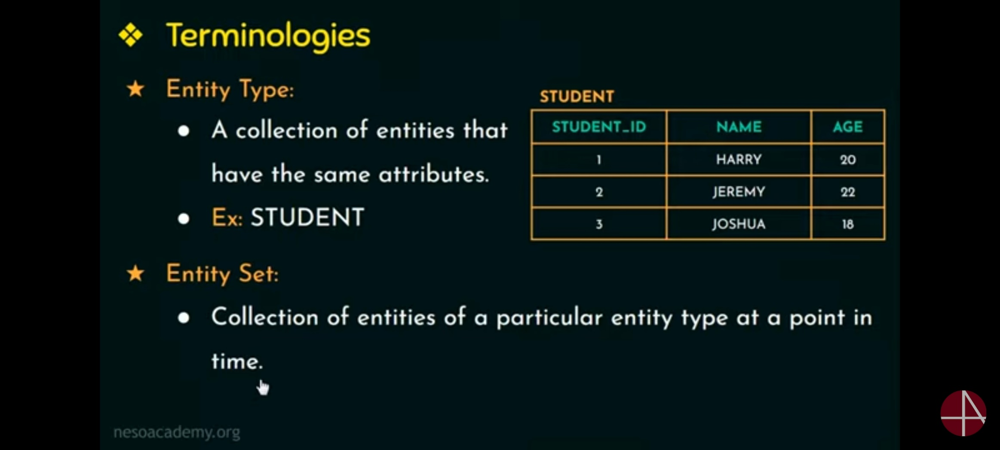 Terminologies
Entity Type:
A collection of entities that
have the same attributes.
Ex: STUDENT
STUDENT
STUDENT_ID NAME AGE
1 HARRY 20
2 JEREMY 22
3 JOSHUA 18
Entity Set:
Collection of entities of a particular entity type at a point in
time.
nesoacademy.org